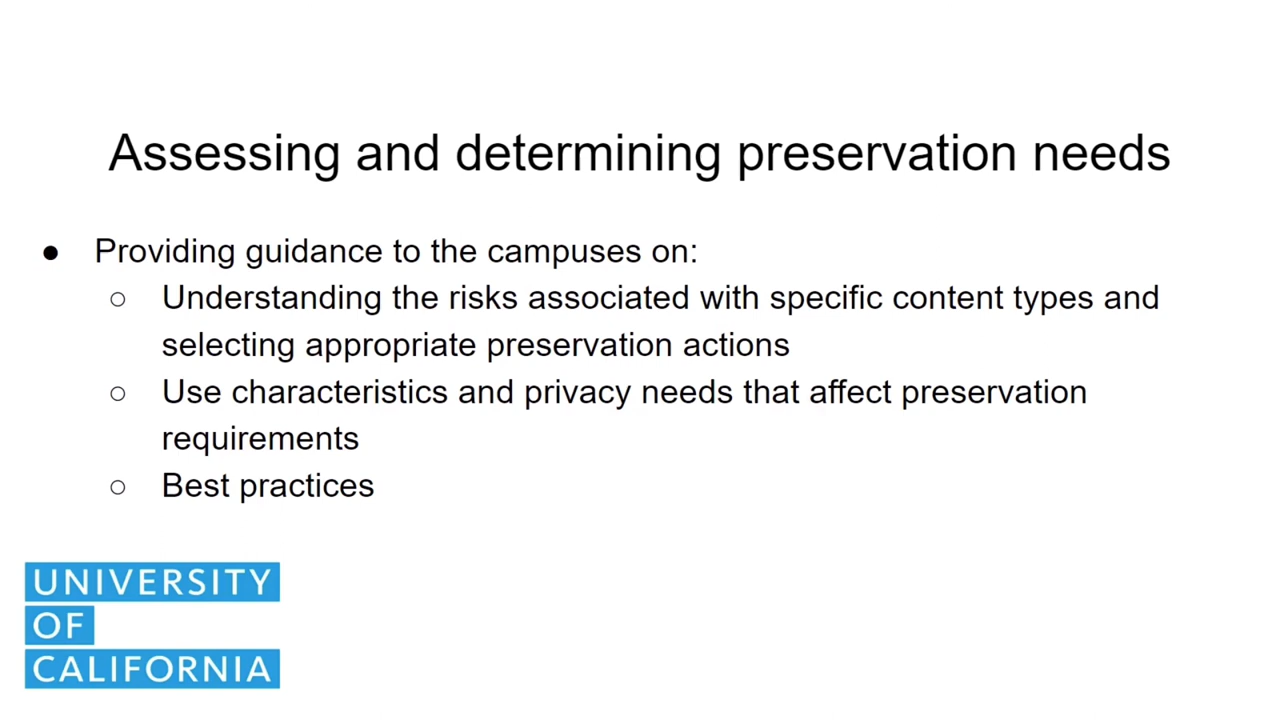 Assessing and determining preservation needs
● Providing guidance to the campuses on:
○ Understanding the risks associated with specific content types and
selecting appropriate preservation actions
○ Use characteristics and privacy needs that affect preservation
requirements
○ Best practices
UNIVERSITY
OF
CALIFORNIA